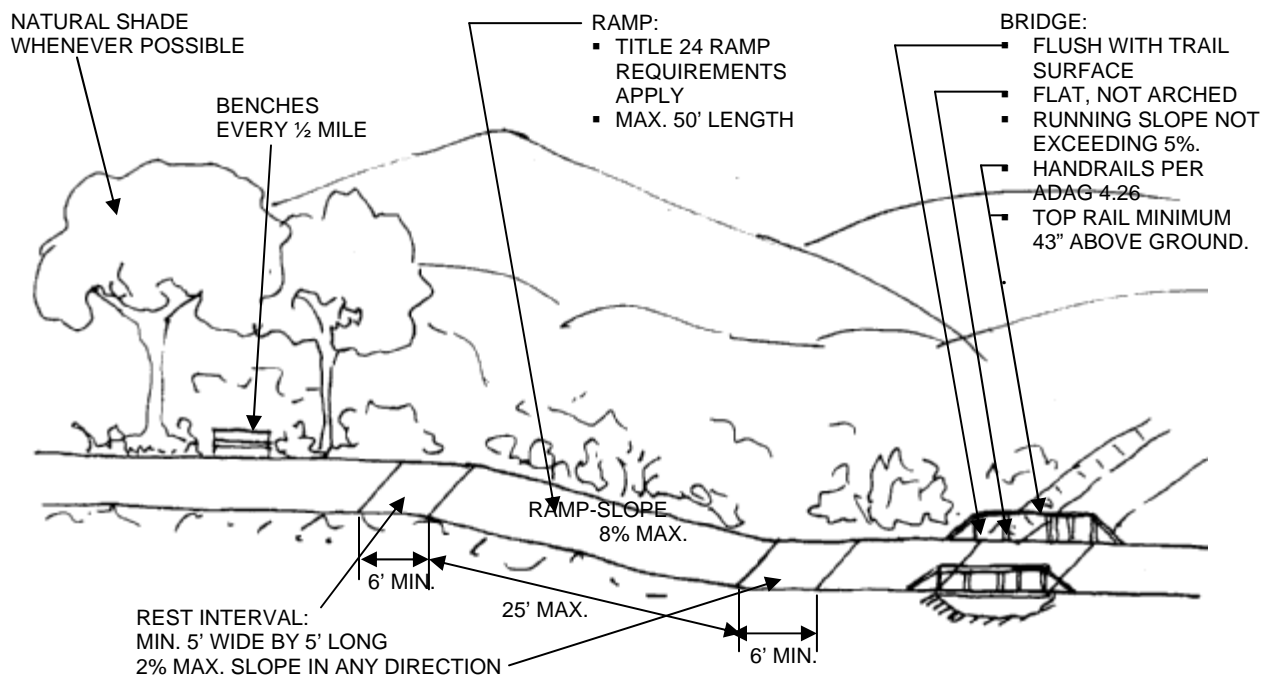 NATURAL SHADE
WHENEVER POSSIBLE
BENCHES
EVERY ½ MILE
RAMP:
▪ TITLE 24 RAMP
REQUIREMENTS
APPLY
▪ MAX. 50’ LENGTH
BRIDGE:
▪ FLUSH WITH TRAIL
SURFACE
▪ FLAT, NOT ARCHED
▪ RUNNING SLOPE NOT
EXCEEDING 5%.
▪ HANDRAILS PER
ADAG 4.26
▪ TOP RAIL MINIMUM
43” ABOVE GROUND.
RAMP-SLOPE
8% MAX.
6’ MIN.
25’ MAX.
6’ MIN.
REST INTERVAL:
MIN. 5’ WIDE BY 5’ LONG
2% MAX. SLOPE IN ANY DIRECTION